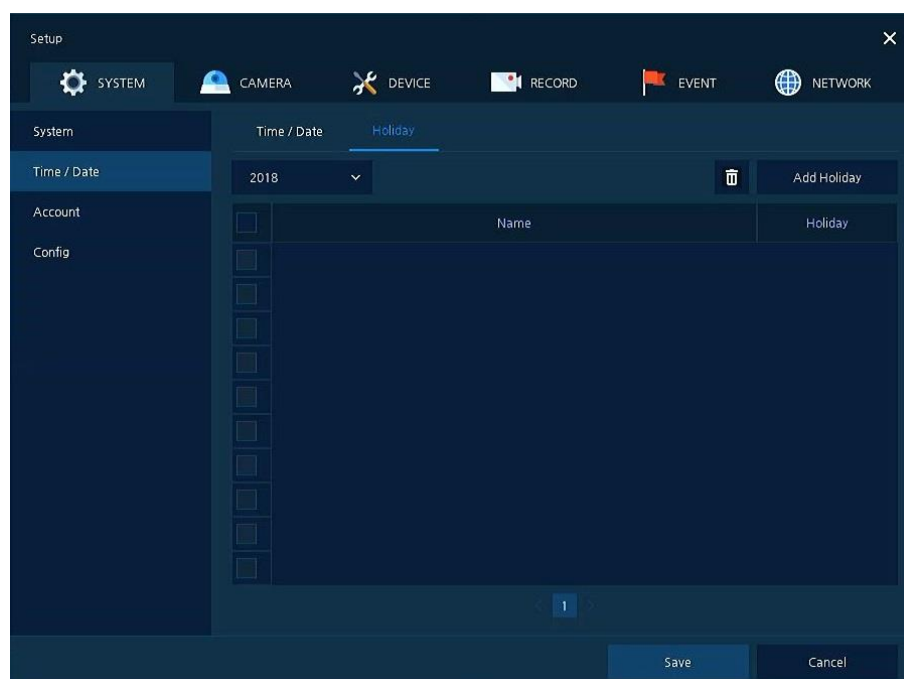 Setup
SYSTEM CAMERA DEVICE RECORD EVENT NETWORK
System
Time / Date
Account
Config
Time / Date Holiday
2018 Add Holiday
Name Holiday
1
Save Cancel